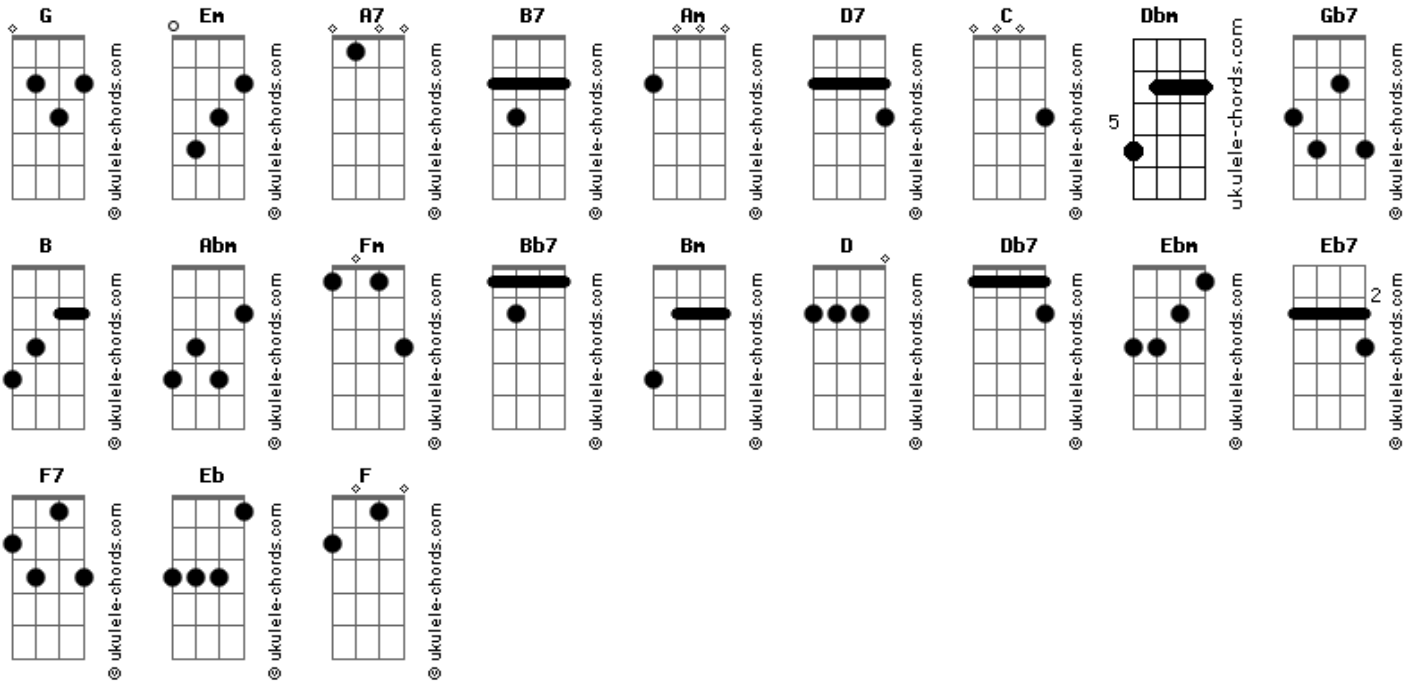 G Em A7 B7 Am D7 C Dbm Gb7
© ukulele-chords.com © ukulele-chords.com © ukulele-chords.com © ukulele-chords.com © ukulele-chords.com © ukulele-chords.com © ukulele-chords.com 5 ukulele-chords.com © ukulele-chords.com
B Abm Fm Bb7 Bm D Db7 Ebm Eb7
© ukulele-chords.com © ukulele-chords.com © ukulele-chords.com © ukulele-chords.com © ukulele-chords.com © ukulele-chords.com © ukulele-chords.com © ukulele-chords.com 2 © ukulele-chords.com
F7 Eb F
© ukulele-chords.com © ukulele-chords.com © ukulele-chords.com